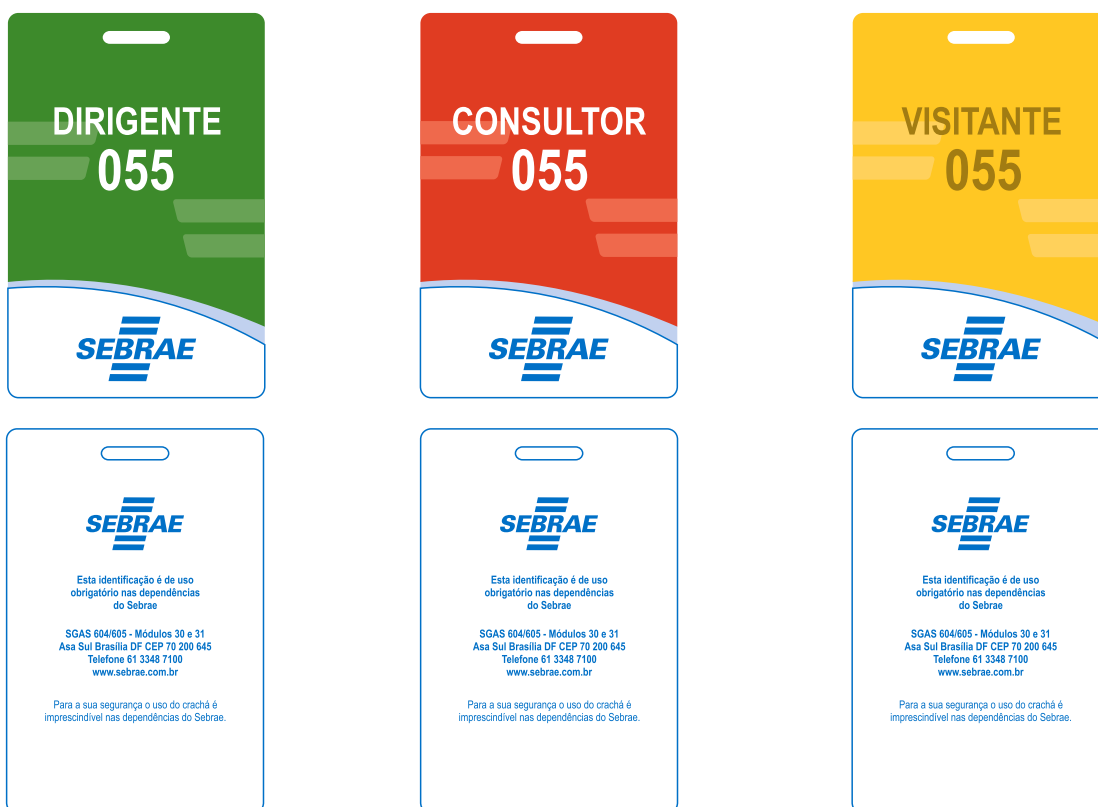 DIRIGENTE
055
SEBRAE
CONSULTOR
055
SEBRAE
VISITANTE
055
SEBRAE
SEBRAE
Esta identificação é de uso
obrigatório nas dependências
do Sebrae
SGAS 604/605 - Módulos 30 e 31
Asa Sul Brasília DF CEP 70 200 645
Telefone 61 3348 7100
www.sebrae.com.br
Para a sua segurança o uso do crachá é
imprescindível nas dependências do Sebrae.
SEBRAE
Esta identificação é de uso
obrigatório nas dependências
do Sebrae
SGAS 604/605 - Módulos 30 e 31
Asa Sul Brasília DF CEP 70 200 645
Telefone 61 3348 7100
www.sebrae.com.br
Para a sua segurança o uso do crachá é
imprescindível nas dependências do Sebrae.
SEBRAE
Esta identificação é de uso
obrigatório nas dependências
do Sebrae
SGAS 604/605 - Módulos 30 e 31
Asa Sul Brasília DF CEP 70 200 645
Telefone 61 3348 7100
www.sebrae.com.br
Para a sua segurança o uso do crachá é
imprescindível nas dependências do Sebrae.